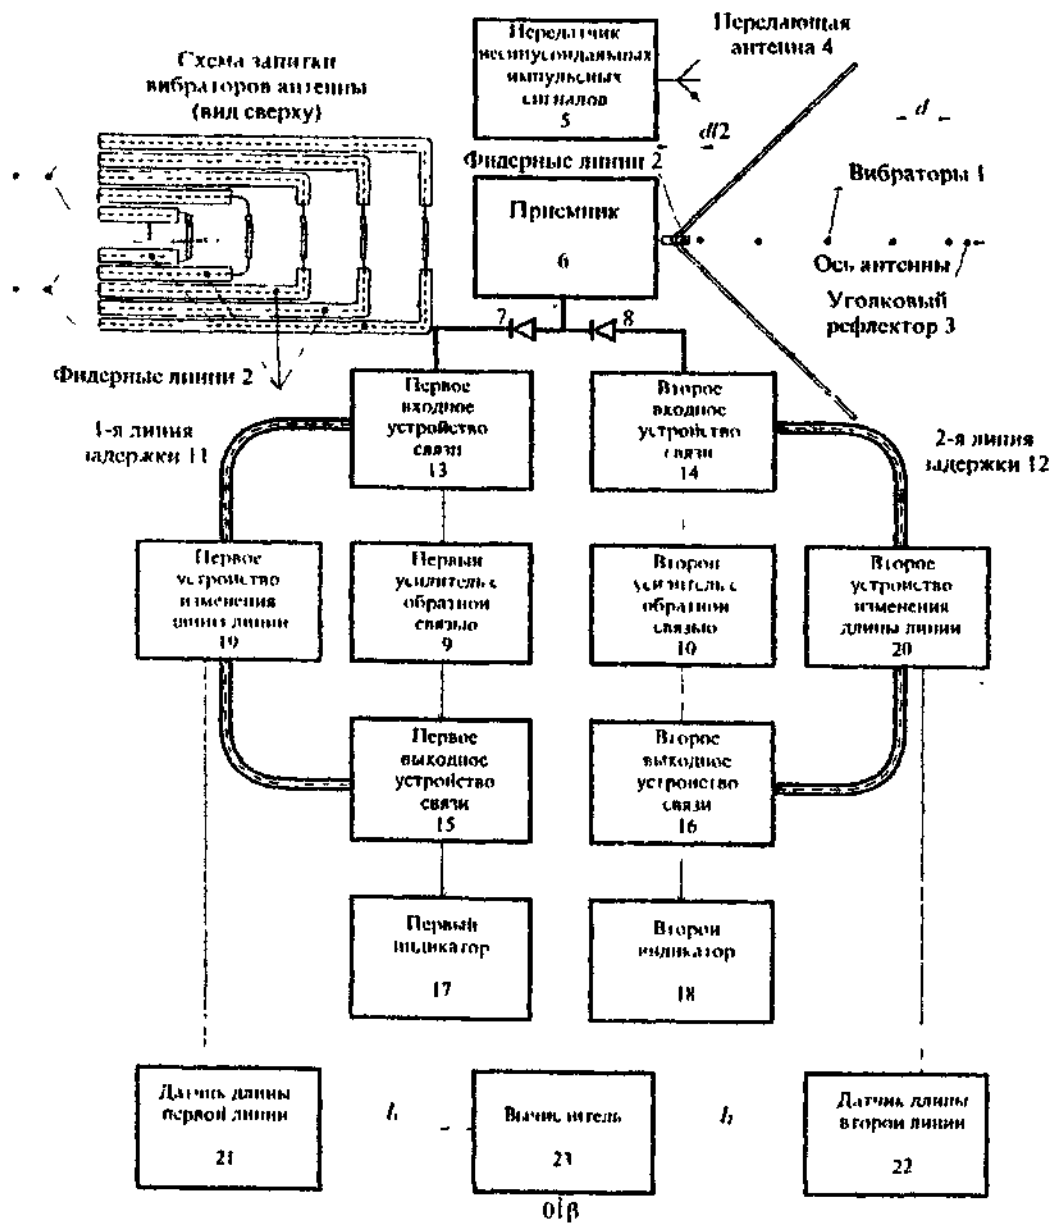 Схема запитки
вибраторов антенны
(вид сверху)
Передатчик
несинусоидальных
импульсных
сигналов
5
Передающая
антенна 4
d/2
d
Фидерные линии 2
Вибраторы 1
Приемник
6
Ось антенны
Уголковый
рефлектор 3
7
8
Фидерные линии 2
1-я линия
задержки 11
Первое
входное
устройство
связи
13
Второе
входное
устройство
связи
14
2-я линия
задержки 12
Первое
устройство
изменения
длины линии
19
Первый
усилитель с
обратной
связью
9
Второй
усилитель с
обратной
связью
10
Второе
устройство
изменения
длины линии
20
Первое
выходное
устройство
связи
15
Второе
выходное
устройство
связи
16
Первый
индикатор
17
Второй
индикатор
18
Датчик длины
первой линии
21
l₁
Вычислитель
23
l₂
Датчик длины
второй линии
22
0 β